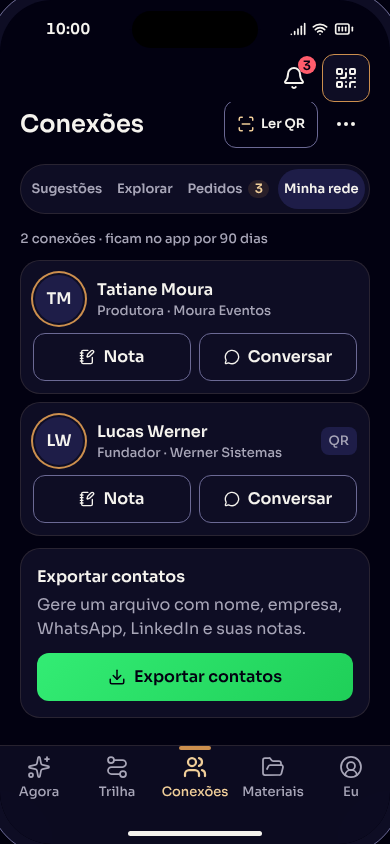 10:00
3
Conexões
Ler QR
Sugestões Explorar Pedidos 3 Minha rede
2 conexões · ficam no app por 90 dias
TM
Tatiane Moura
Produtora · Moura Eventos
Nota
Conversar
LW
Lucas Werner
Fundador · Werner Sistemas
QR
Nota
Conversar
Exportar contatos
Gere um arquivo com nome, empresa,
WhatsApp, LinkedIn e suas notas.
Exportar contatos
Agora Trilha Conexões Materiais Eu